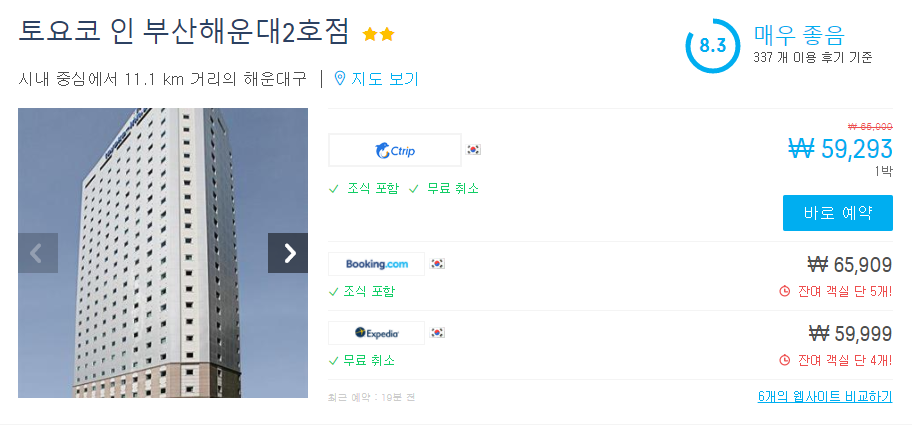 토요코 인 부산해운대2호점
8.3
매우 좋음
337 개 이용 후기 기준
시내 중심에서 11.1 km 거리의 해운대구 | 지도 보기
Ctrip
₩ 59,293
1박
조식 포함 무료 취소
바로 예약
Booking.com
₩ 65,909
조식 포함
잔여 객실 단 5개!
Expedia
₩ 59,999
무료 취소
잔여 객실 단 4개!
최근 예약 : 19분 전
6개의 웹사이트 비교하기